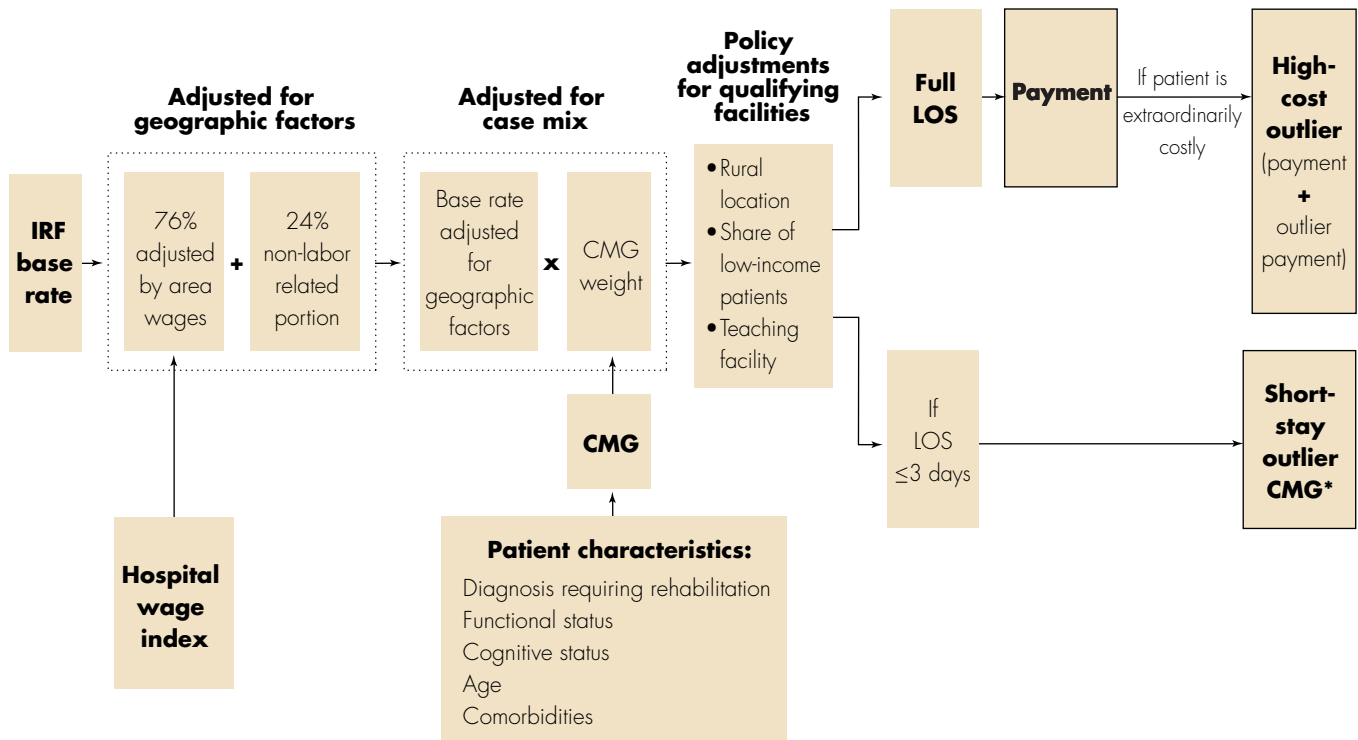 IRF
base
rate
Adjusted for
geographic factors
76%
adjusted
by area
wages
+
24%
non-labor
related
portion
Hospital
wage
index
Adjusted for
case mix
Base rate
adjusted
for
geographic
factors
x
CMG
weight
CMG
Patient characteristics:
Diagnosis requiring rehabilitation
Functional status
Cognitive status
Age
Comorbidities
Policy
adjustments
for qualifying
facilities
• Rural
location
• Share of
low-income
patients
• Teaching
facility
Full
LOS
Payment
If patient is
extraordinarily
costly
High-
cost
outlier
(payment
+
outlier
payment)
If
LOS
≤3 days
Short-
stay
outlier
CMG*